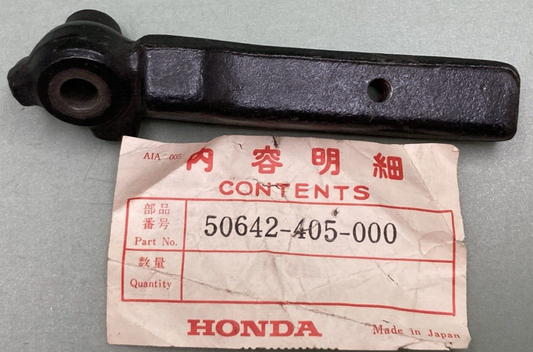 AIA 005
内容明細
CONTENTS
部品
番号
Part No.
50642-405-000
数量
Quantity
HONDA
Made in Japan